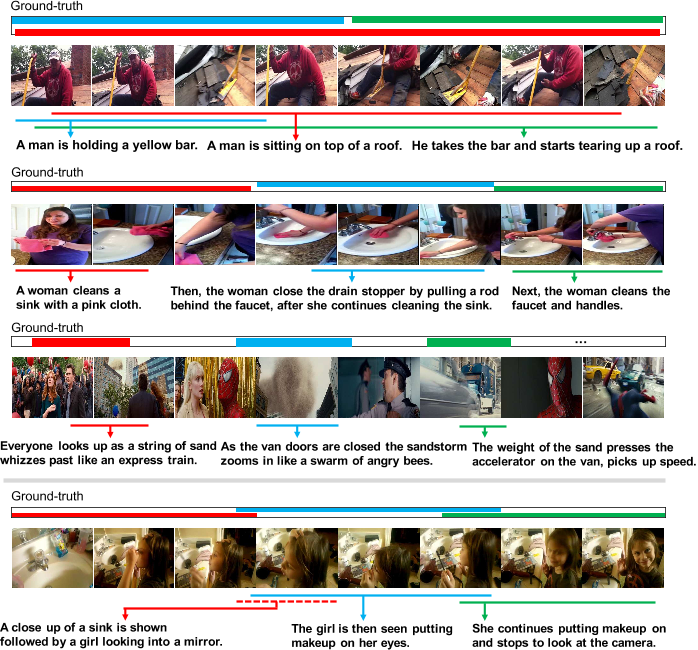 Ground-truth
A man is holding a yellow bar. A man is sitting on top of a roof. He takes the bar and starts tearing up a roof.
Ground-truth
A woman cleans a
sink with a pink cloth.
Then, the woman close the drain stopper by pulling a rod
behind the faucet, after she continues cleaning the sink.
Next, the woman cleans the
faucet and handles.
Ground-truth
...
Everyone looks up as a string of sand
whizzes past like an express train.
As the van doors are closed the sandstorm
zooms in like a swarm of angry bees.
The weight of the sand presses the
accelerator on the van, picks up speed.
Ground-truth
A close up of a sink is shown
followed by a girl looking into a mirror.
The girl is then seen putting
makeup on her eyes.
She continues putting makeup on
and stops to look at the camera.